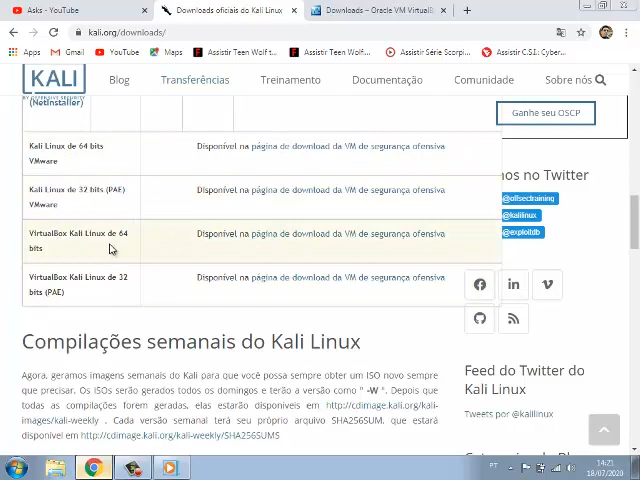 Asks - YouTube
Downloads oficiais do Kali Linux
Downloads – Oracle VM VirtualB
kali.org/downloads/
Apps
Gmail
YouTube
Maps
Assistir Teen Wolf t...
Assistir Teen Wolf...
Assistir Série Scorpi...
Assistir C.S.I.: Cyber...
KALI
BY OFFENSIVE SECURITY
Blog
Transferências
Treinamento
Documentação
Comunidade
Sobre nós
(NetInstaller)
Ganhe seu OSCP
Kali Linux de 64 bits
VMware
Disponível na página de download da VM de segurança ofensiva
Kali Linux de 32 bits (PAE)
VMware
Disponível na página de download da VM de segurança ofensiva
VirtualBox Kali Linux de 64
bits
Disponível na página de download da VM de segurança ofensiva
VirtualBox Kali Linux de 32
bits (PAE)
Disponível na página de download da VM de segurança ofensiva
nos no Twitter
@offsectraining
@kalilinux
@exploitdb
Compilações semanais do Kali Linux
Agora, geramos imagens semanais do Kali para que você possa sempre obter um ISO novo sempre
que precisar. Os ISOs serão gerados todos os domingos e terão a versão como " -W ". Depois que
todas as compilações forem geradas, elas estarão disponíveis em http://cdimage.kali.org/kali-
images/kali-weekly . Cada versão semanal terá seu próprio arquivo SHA256SUM, que estará
disponível em http://cdimage.kali.org/kali-weekly/SHA256SUMS
Feed do Twitter do
Kali Linux
Tweets por @kalilinux
PT
14:21
18/07/2020